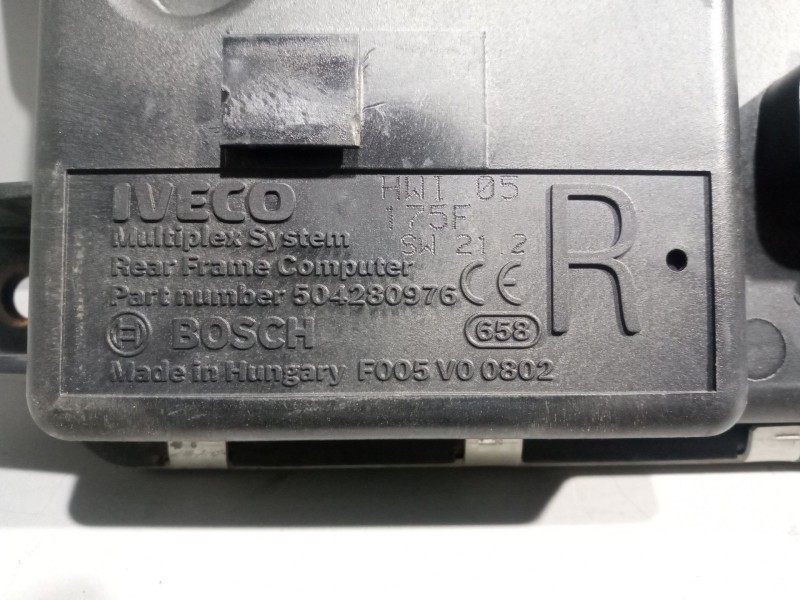 IVECO HWI 05
175F
Multiplex System SW 21.2
Rear Frame Computer
Part number 504280976 CE
BOSCH 658
Made in Hungary F005 V0 0802
R